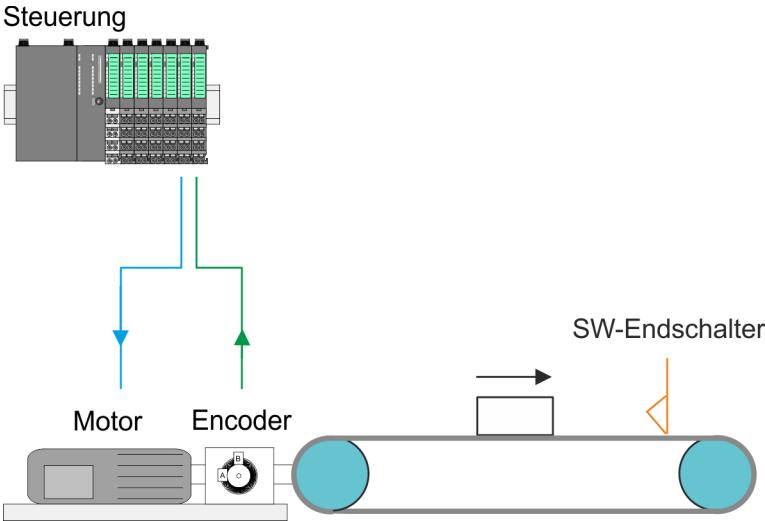 Steuerung
SW-Endschalter
Motor
Encoder
B
A